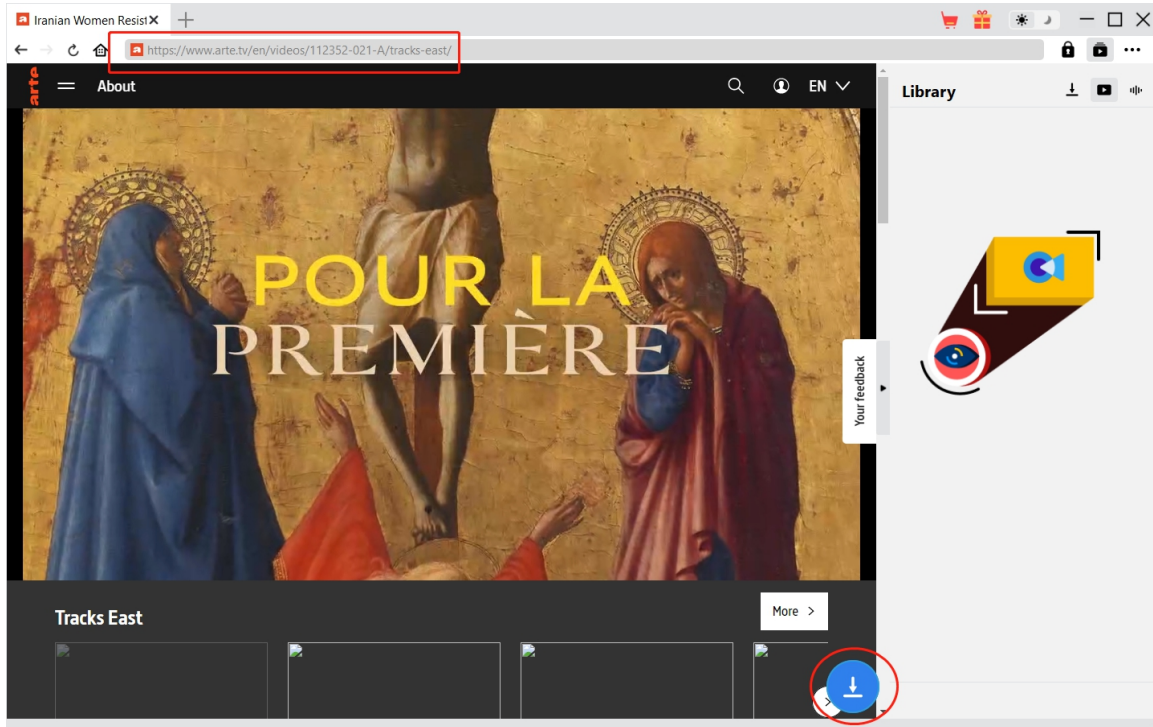 Iranian Women Resist
https://www.arte.tv/en/videos/112352-021-A/tracks-east/
arte
About
EN
Library
POUR LA
PREMIÈRE
Your feedback
Tracks East
More